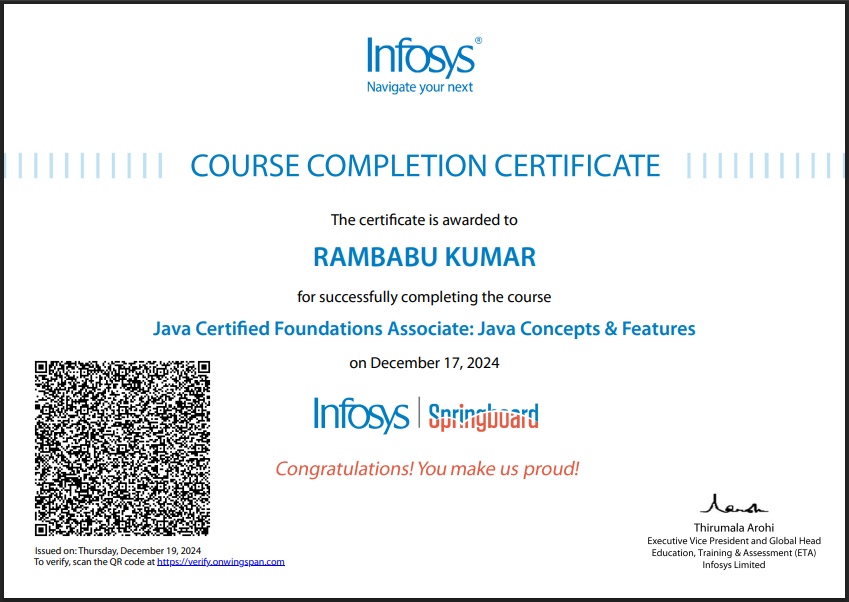 Infosys®
Navigate your next
COURSE COMPLETION CERTIFICATE
The certificate is awarded to
RAMBABU KUMAR
for successfully completing the course
Java Certified Foundations Associate: Java Concepts & Features
on December 17, 2024
Infosys | Springboard
Congratulations! You make us proud!
Issued on: Thursday, December 19, 2024
To verify, scan the QR code at https://verify.onwingspan.com
Thirumala Arohi
Executive Vice President and Global Head
Education, Training & Assessment (ETA)
Infosys Limited